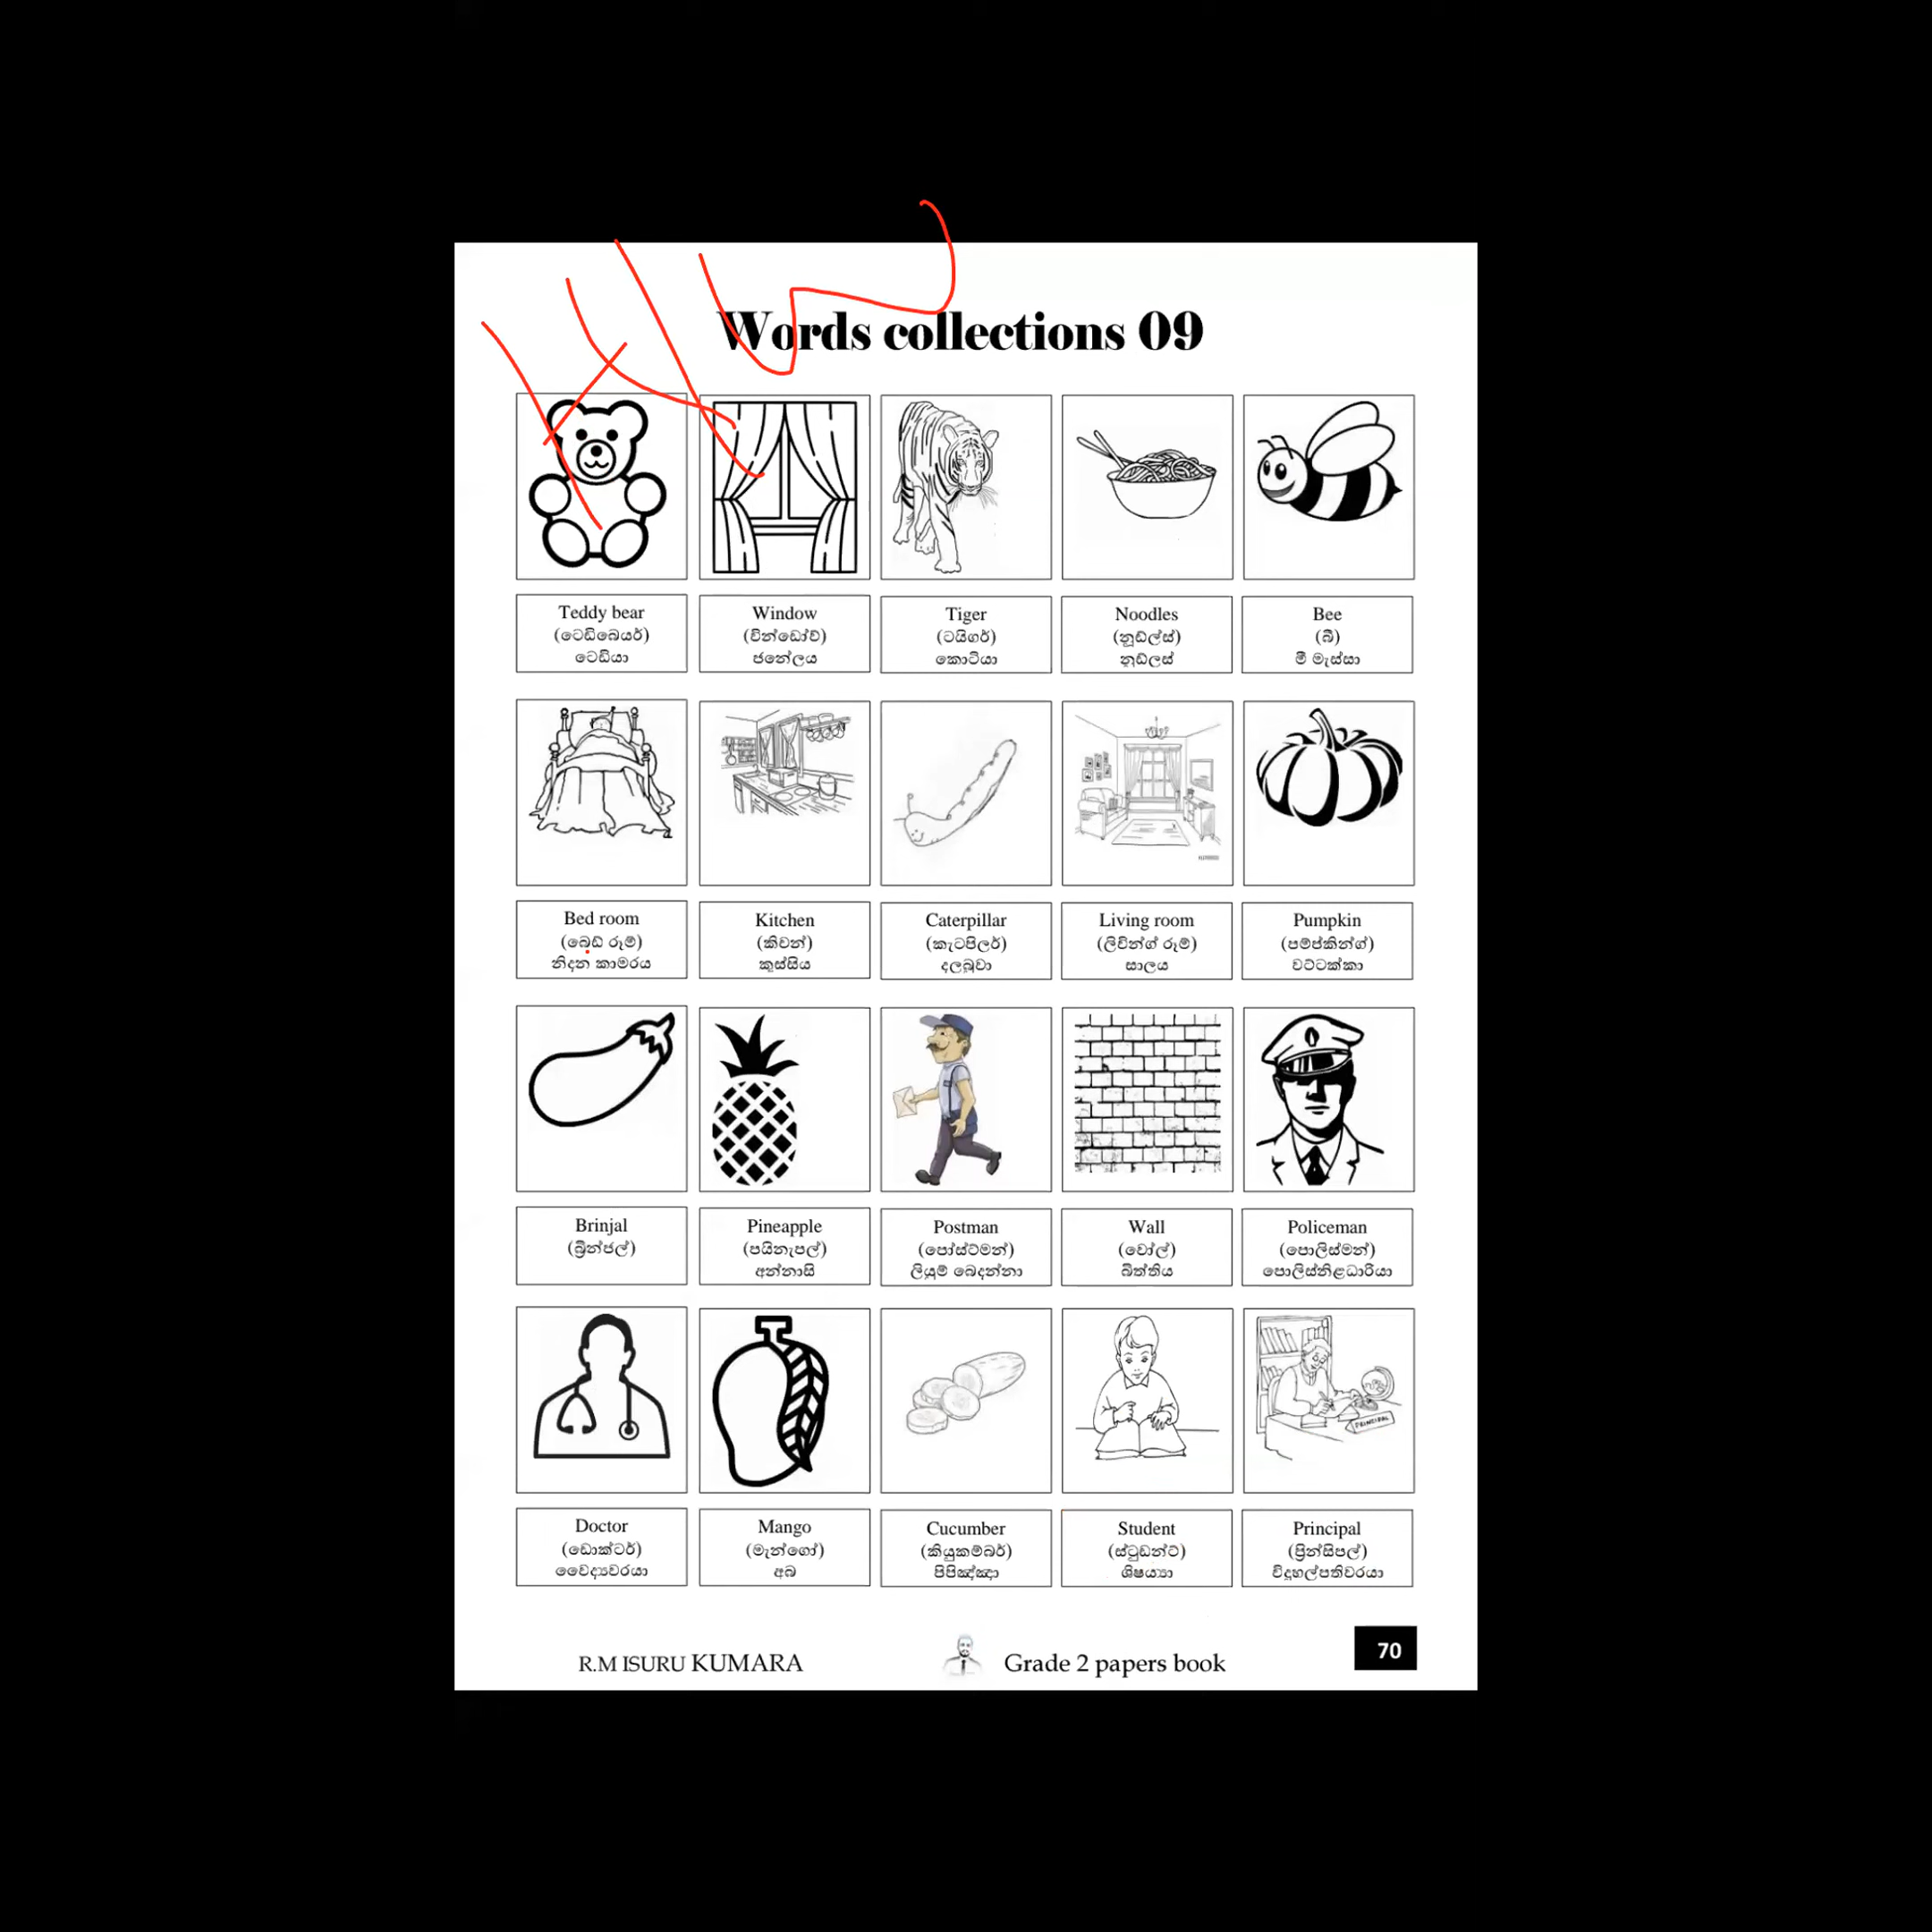 Words collections 09
Teddy bear
(ටෙඩිබෙයර්)
ටෙඩියා
Window
(වින්ඩෝව්)
ජනේලය
Tiger
(ටයිගර්)
කොටියා
Noodles
(නූඩ්ල්ස්)
නූඩ්ලස්
Bee
(බී)
මී මැස්සා
Bed room
(බෙඩ් රූම්)
නිදන කාමරය
Kitchen
(කිචන්)
කුස්සිය
Caterpillar
(කැටපිලර්)
දලබූවා
Living room
(ලිවින්ග් රූම්)
සාලය
Pumpkin
(පම්ප්කින්ග්)
වට්ටක්කා
Brinjal
(බ්‍රින්ජල්)
Pineapple
(පයිනැපල්)
අන්නාසි
Postman
(පෝස්ට්මන්)
ලියුම් බෙදන්නා
Wall
(වෝල්)
බිත්තිය
Policeman
(පොලිස්මන්)
පොලිස්නිළධාරියා
Doctor
(ඩොක්ටර්)
වෛද්‍යවරයා
Mango
(මැන්ගෝ)
අඹ
Cucumber
(කියුකම්බර්)
පිපිඤ්ඤා
Student
(ස්ටුඩන්ට්)
ශිෂ්‍යයා
Principal
(ප්‍රින්සිපල්)
විදුහල්පතිවරයා
PRINCIPAL
R.M ISURU KUMARA
Grade 2 papers book
70